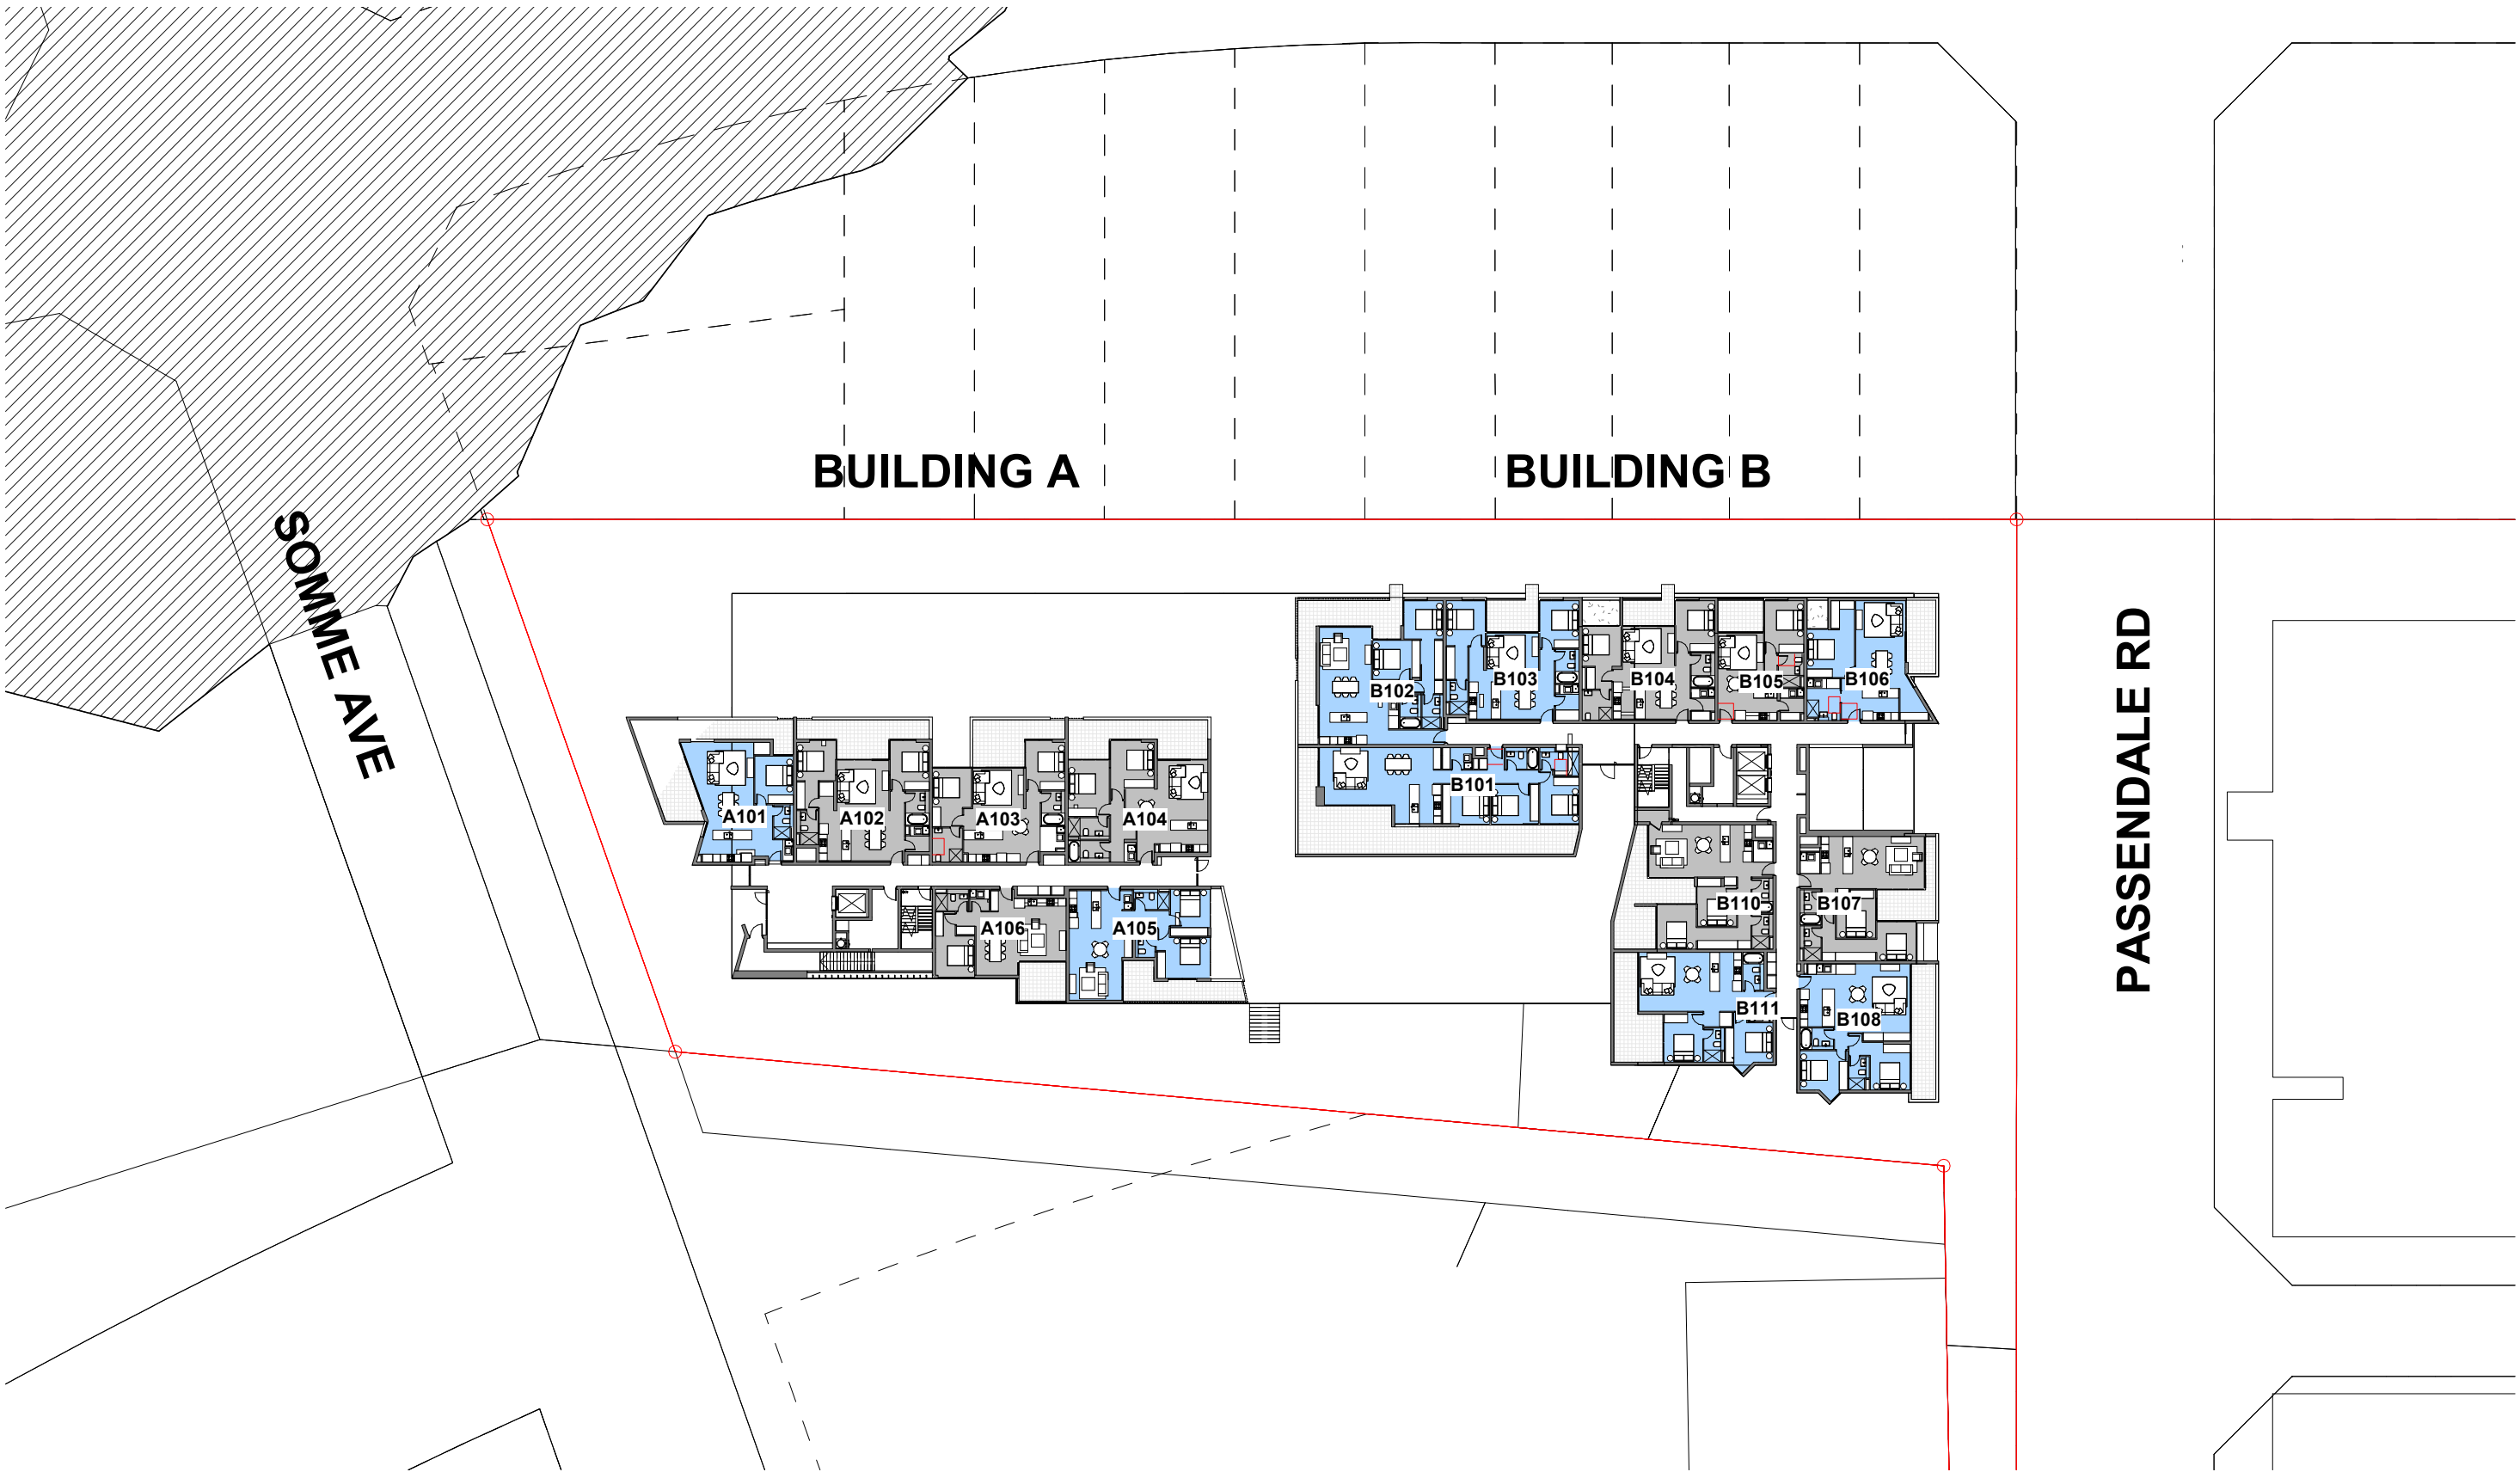 BUILDING A
BUILDING B
SOMME AVE
PASSENDALE RD
B102
B103
B104
B105
B106
B101
A101
A102
A103
A104
A106
A105
B110
B107
B111
B108